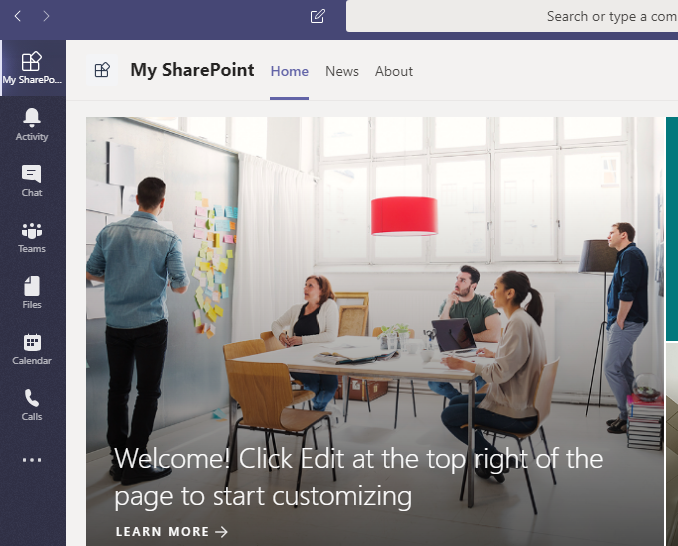 Search or type a com
My SharePo...
My SharePoint
Home
News
About
Activity
Chat
Teams
Files
Calendar
Calls
Welcome! Click Edit at the top right of the
page to start customizing
LEARN MORE